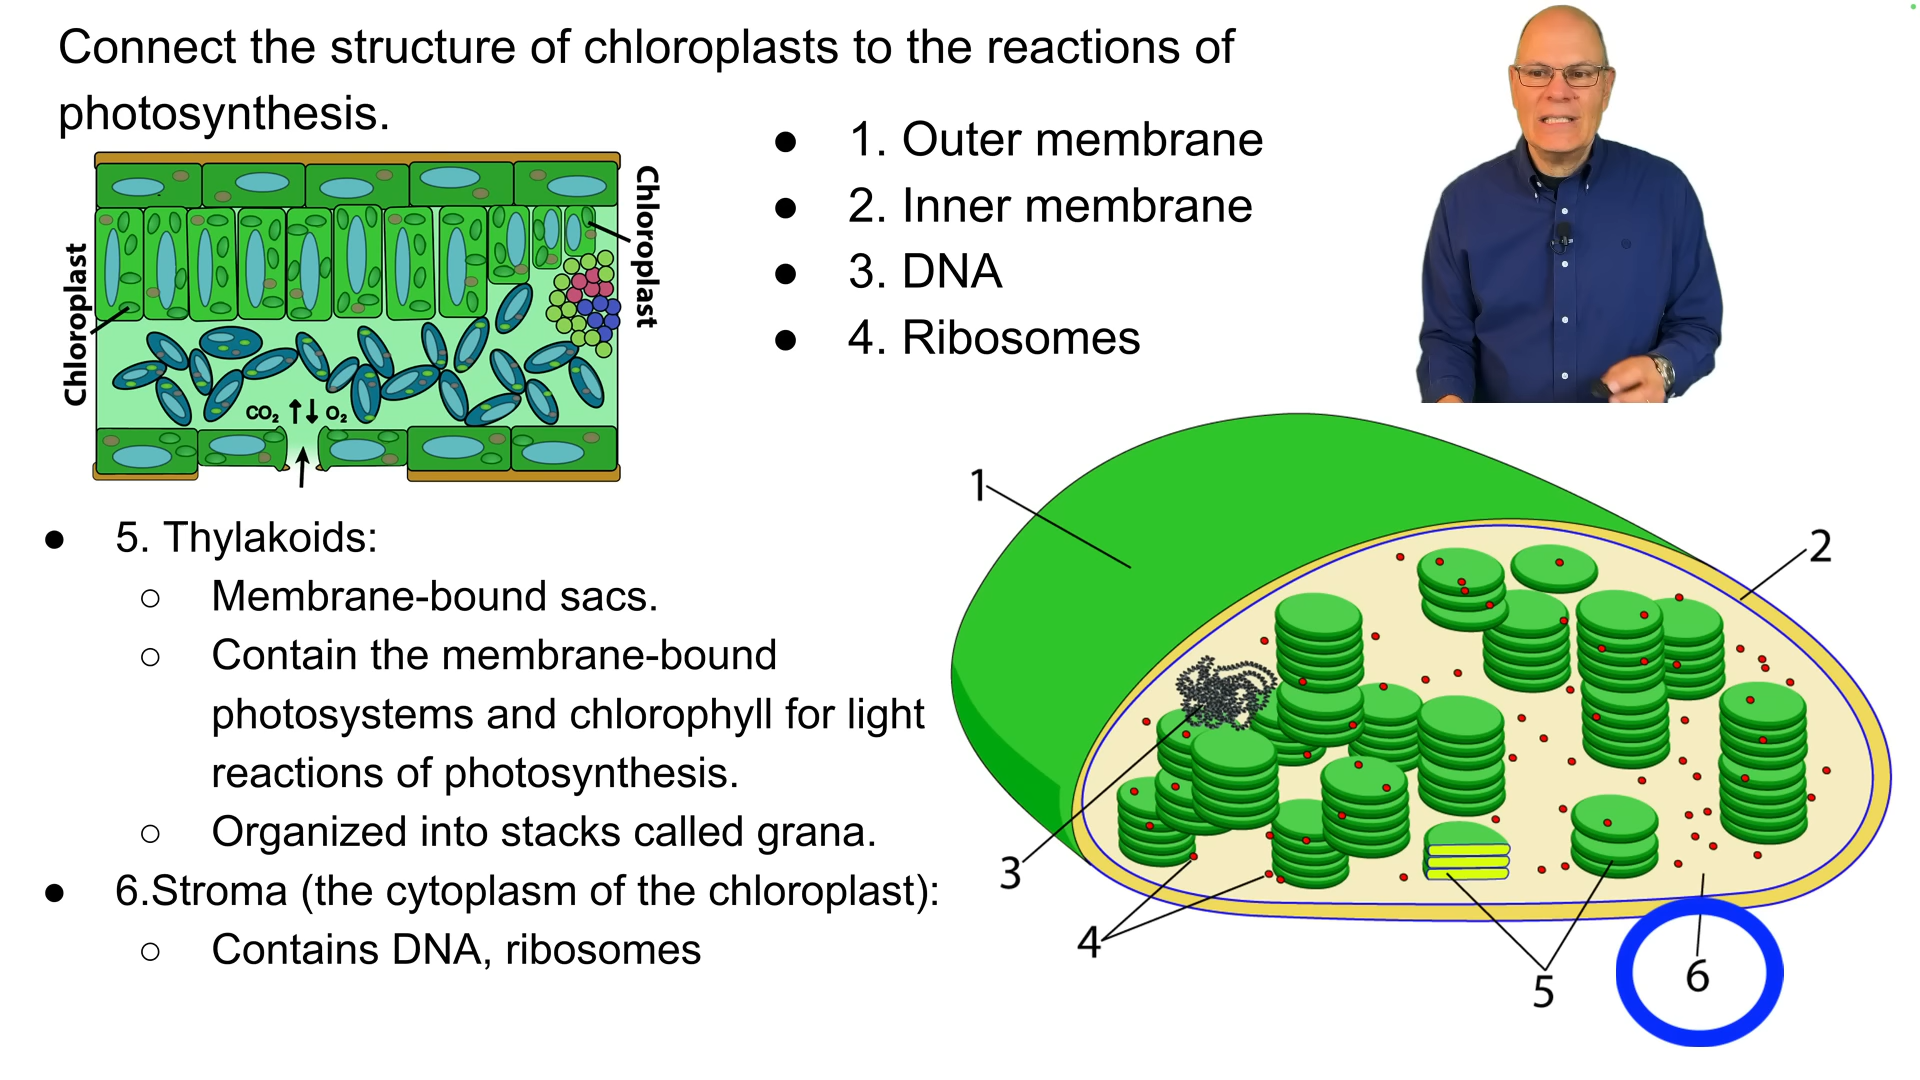 Connect the structure of chloroplasts to the reactions of
photosynthesis.
● 1. Outer membrane
● 2. Inner membrane
● 3. DNA
● 4. Ribosomes
Chloroplast
Chloroplast
CO₂ ↑↓ O₂
● 5. Thylakoids:
○ Membrane-bound sacs.
○ Contain the membrane-bound
photosystems and chlorophyll for light
reactions of photosynthesis.
○ Organized into stacks called grana.
● 6.Stroma (the cytoplasm of the chloroplast):
○ Contains DNA, ribosomes
1
2
3
4
5
6